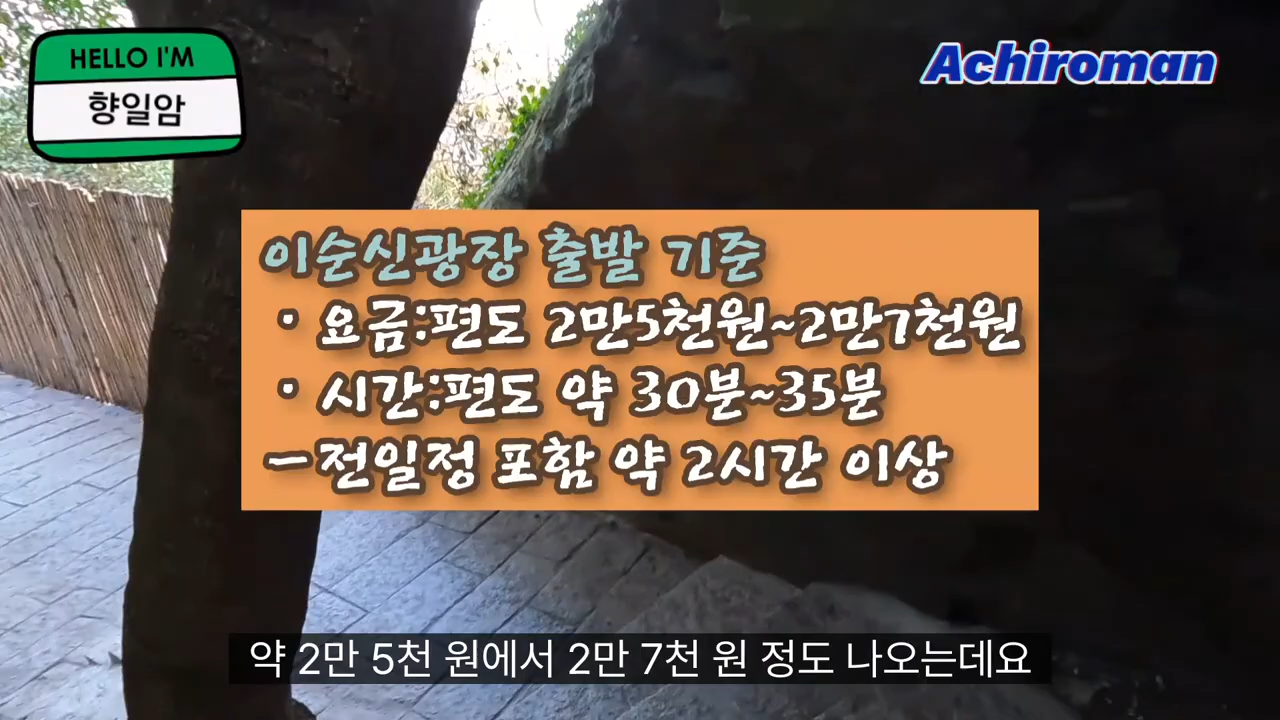 HELLO I'M
향일암
Achiroman
이순신광장 출발 기준
· 요금:편도 2만5천원~2만7천원
· 시간:편도 약 30분~35분
-전일정 포함 약 2시간 이상
약 2만 5천 원에서 2만 7천 원 정도 나오는데요